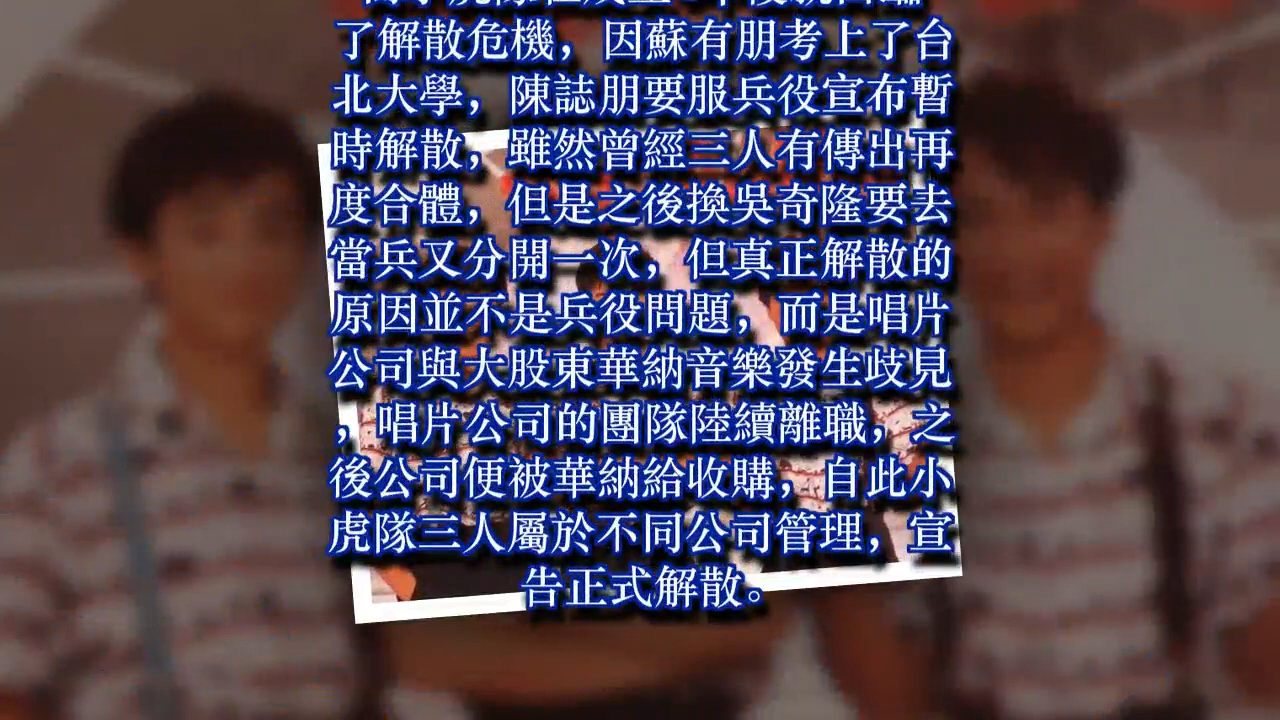 了解散危機，因蘇有朋考上了台
北大學，陳誌朋要服兵役宣布暫
時解散，雖然曾經三人有傳出再
度合體，但是之後換吳奇隆要去
當兵又分開一次，但真正解散的
原因並不是兵役問題，而是唱片
公司與大股東華納音樂發生歧見
，唱片公司的團隊陸續離職，之
後公司便被華納給收購，自此小
虎隊三人屬於不同公司管理，宣
告正式解散。